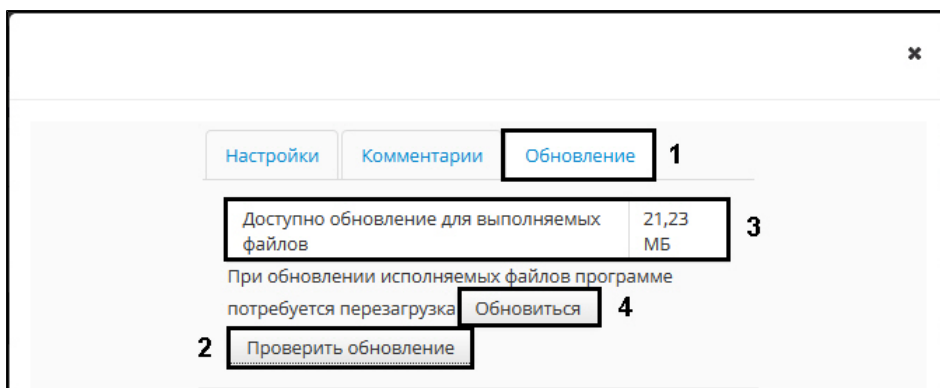 ✖
Настройки Комментарии Обновление 1
Доступно обновление для выполняемых 21,23
файлов МБ 3
При обновлении исполняемых файлов программе
потребуется перезагрузка Обновиться 4
2 Проверить обновление